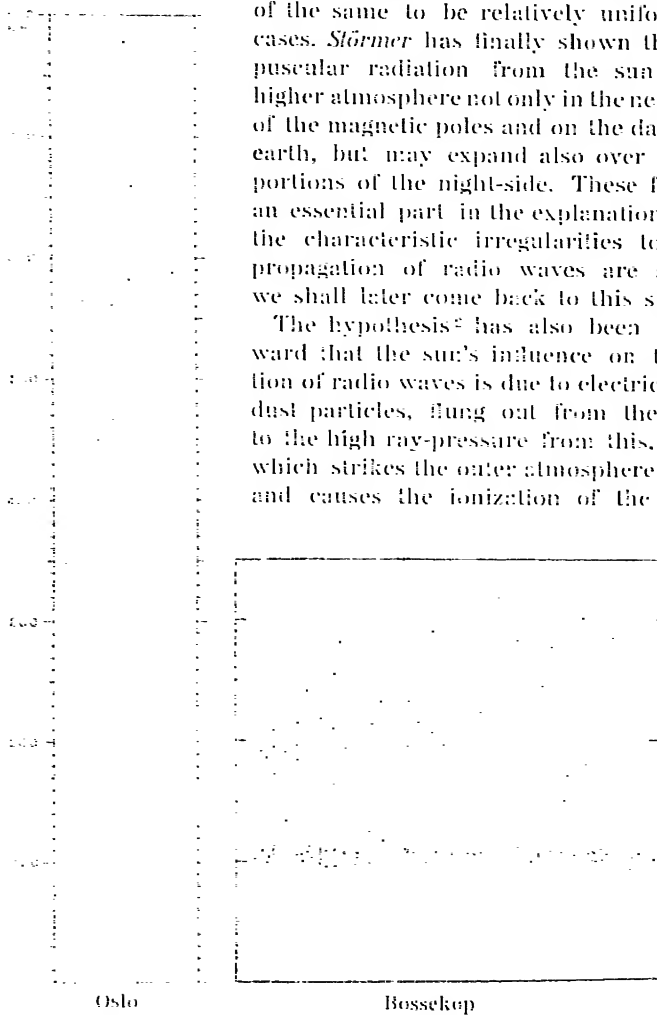 of the same to be relatively unifo
cases. Störmer has finally shown th
puscular radiation from the sun
higher atmosphere not only in the ne
of the magnetic poles and on the da
earth, but may expand also over
portions of the night-side. These f
an essential part in the explanation
the characteristic irregularities to
propagation of radio waves are
we shall later come back to this s
The hypothesis² has also been
ward that the sun's influence on t
tion of radio waves is due to electric
dust particles, flung out from the
to the high ray-pressure from this,
which strikes the outer atmosphere
and causes the ionization of the
Oslo
Bossekop